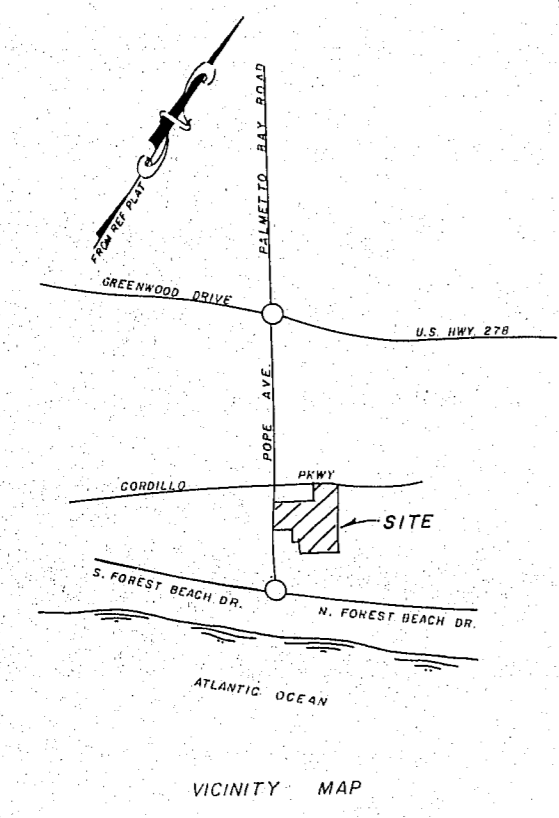 PALMETTO BAY ROAD
FROM REF PLAT
GREENWOOD DRIVE
U.S. HWY. 278
POPE AVE.
CORDILLO
PKWY
SITE
S. FOREST BEACH DR.
N. FOREST BEACH DR.
ATLANTIC OCEAN
VICINITY MAP